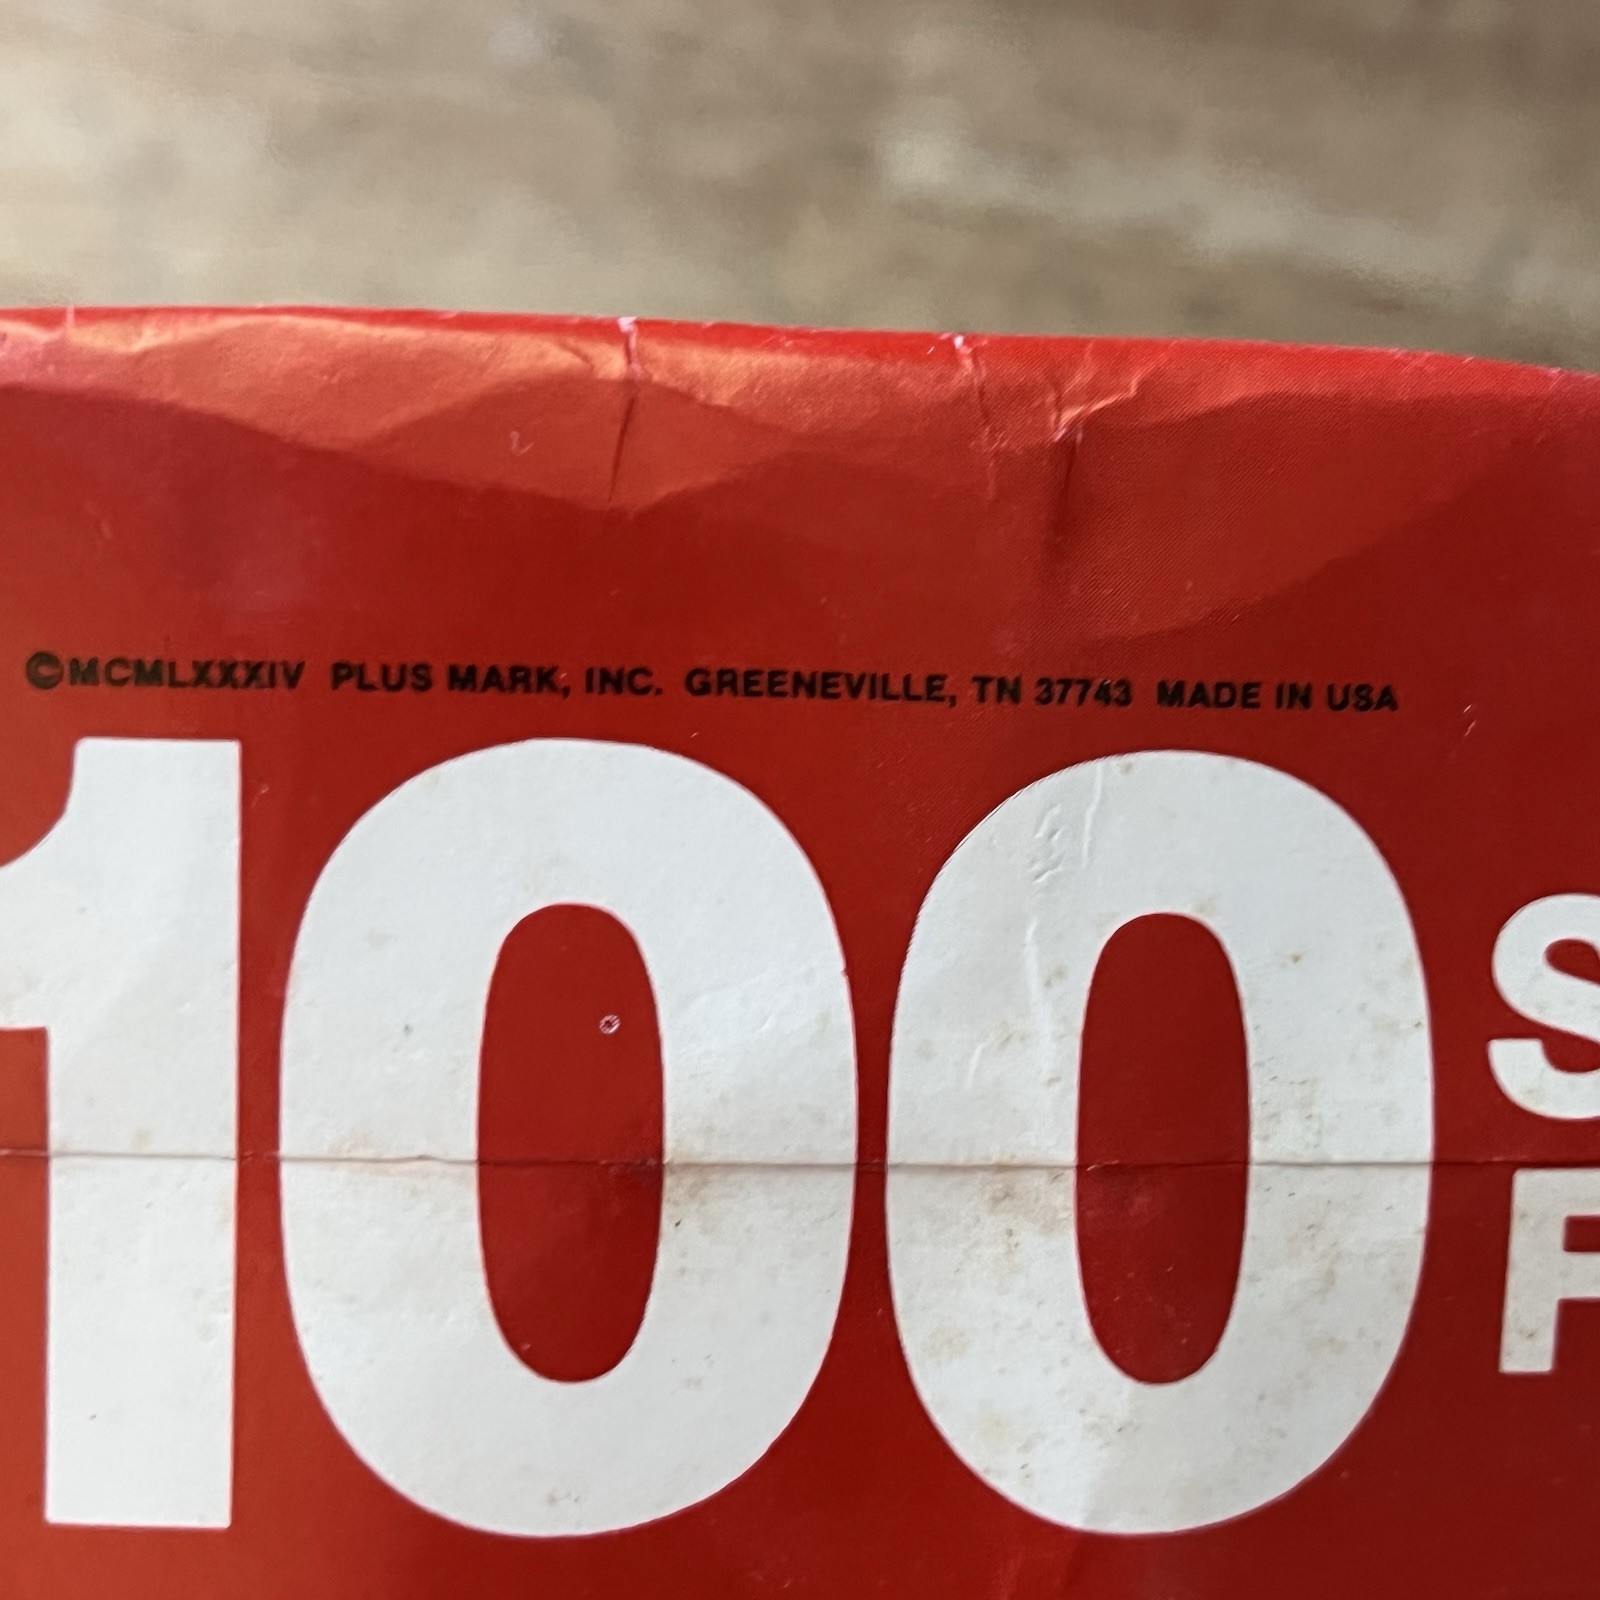 ©MCMLXXXIV PLUS MARK, INC. GREENEVILLE, TN 37743 MADE IN USA
100